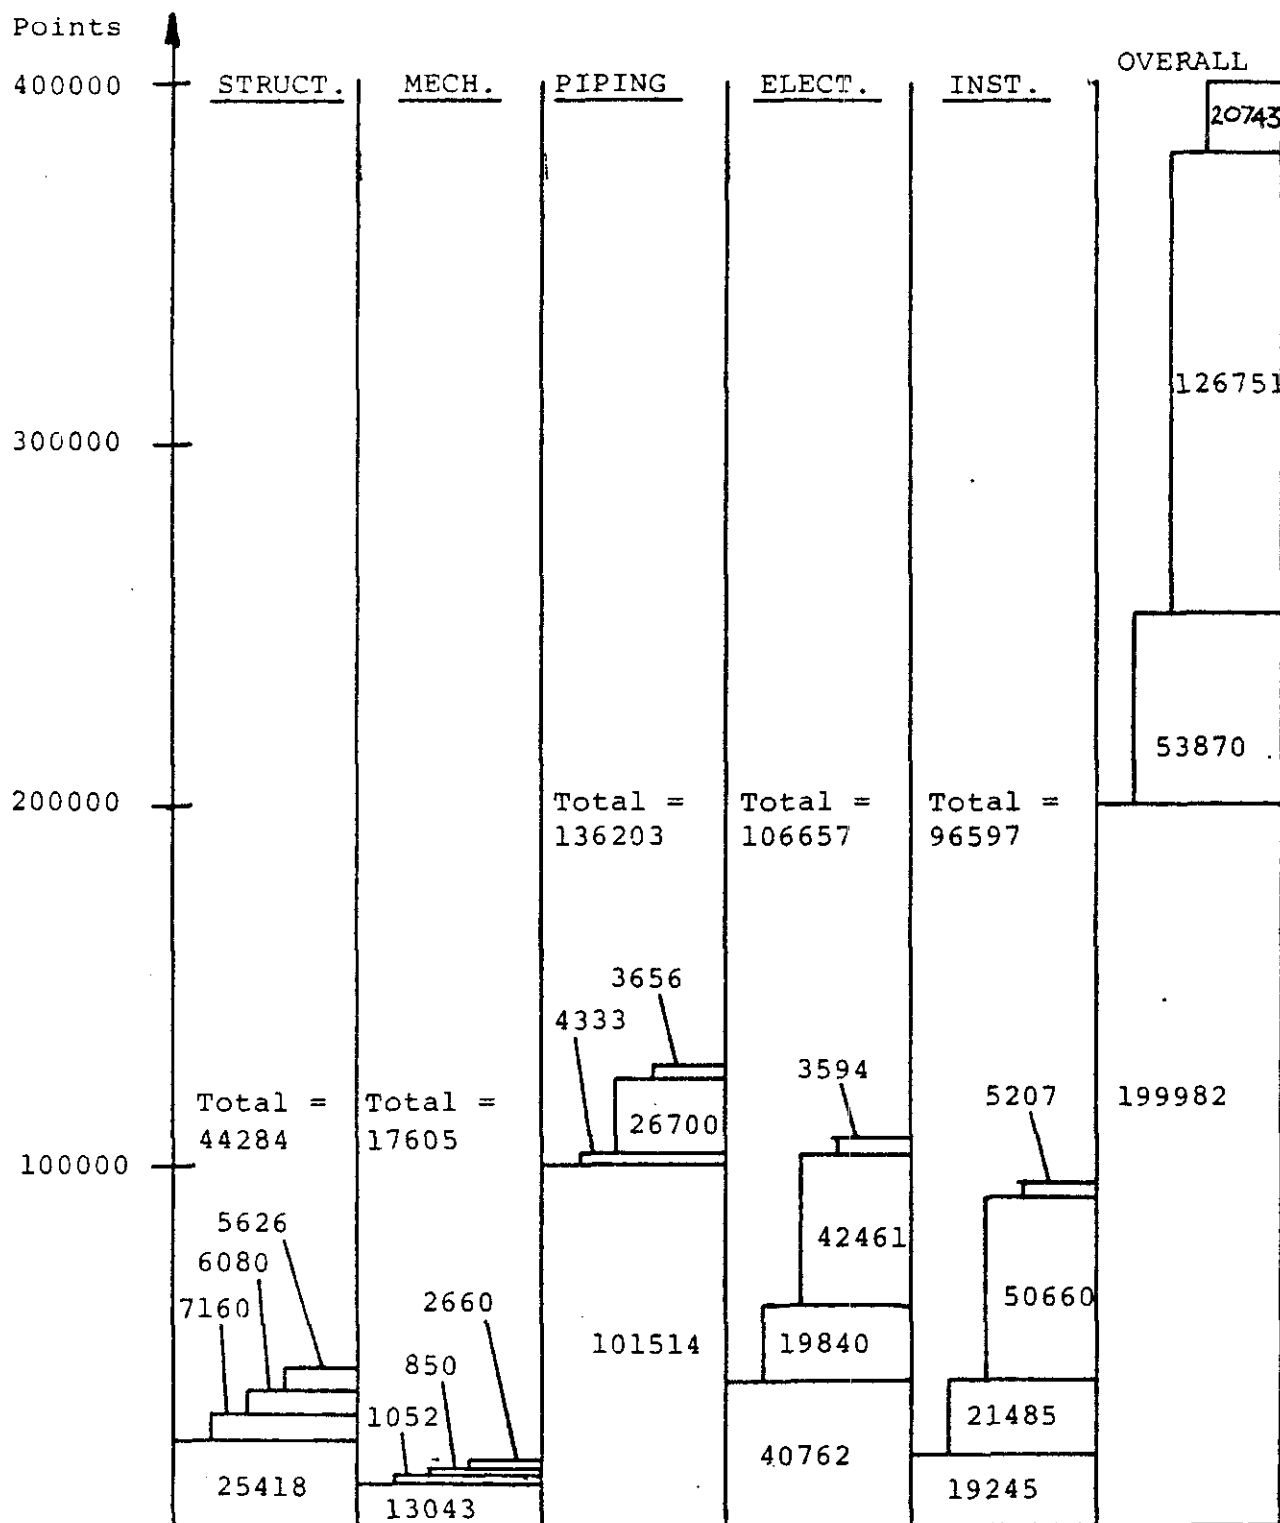 Points
OVERALL
400000 STRUCT. MECH. PIPING ELECT. INST.
20743
126751
300000
53870
200000 Total = Total = Total =
136203 106657 96597
3656
4333
3594
5207 199982
Total = Total =
44284 17605 26700
100000
5626
42461
6080
7160 2660 50660
101514 19840
850
1052 21485
40762
25418 19245
13043